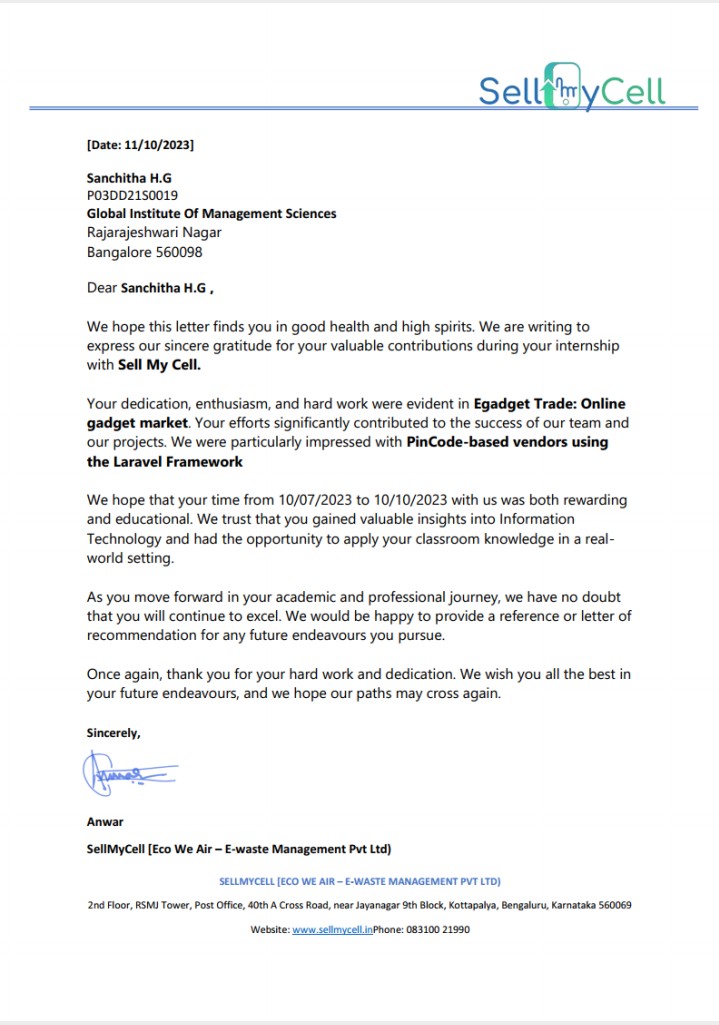 SellmyCell
[Date: 11/10/2023]
Sanchitha H.G
P03DD21S0019
Global Institute Of Management Sciences
Rajarajeshwari Nagar
Bangalore 560098
Dear Sanchitha H.G ,
We hope this letter finds you in good health and high spirits. We are writing to
express our sincere gratitude for your valuable contributions during your internship
with Sell My Cell.
Your dedication, enthusiasm, and hard work were evident in Egadget Trade: Online
gadget market. Your efforts significantly contributed to the success of our team and
our projects. We were particularly impressed with PinCode-based vendors using
the Laravel Framework
We hope that your time from 10/07/2023 to 10/10/2023 with us was both rewarding
and educational. We trust that you gained valuable insights into Information
Technology and had the opportunity to apply your classroom knowledge in a real-
world setting.
As you move forward in your academic and professional journey, we have no doubt
that you will continue to excel. We would be happy to provide a reference or letter of
recommendation for any future endeavours you pursue.
Once again, thank you for your hard work and dedication. We wish you all the best in
your future endeavours, and we hope our paths may cross again.
Sincerely,
Anwar
SellMyCell [Eco We Air – E-waste Management Pvt Ltd)
SELLMYCELL [ECO WE AIR – E-WASTE MANAGEMENT PVT LTD)
2nd Floor, RSMJ Tower, Post Office, 40th A Cross Road, near Jayanagar 9th Block, Kottapalya, Bengaluru, Karnataka 560069
Website: www.sellmycell.inPhone: 083100 21990